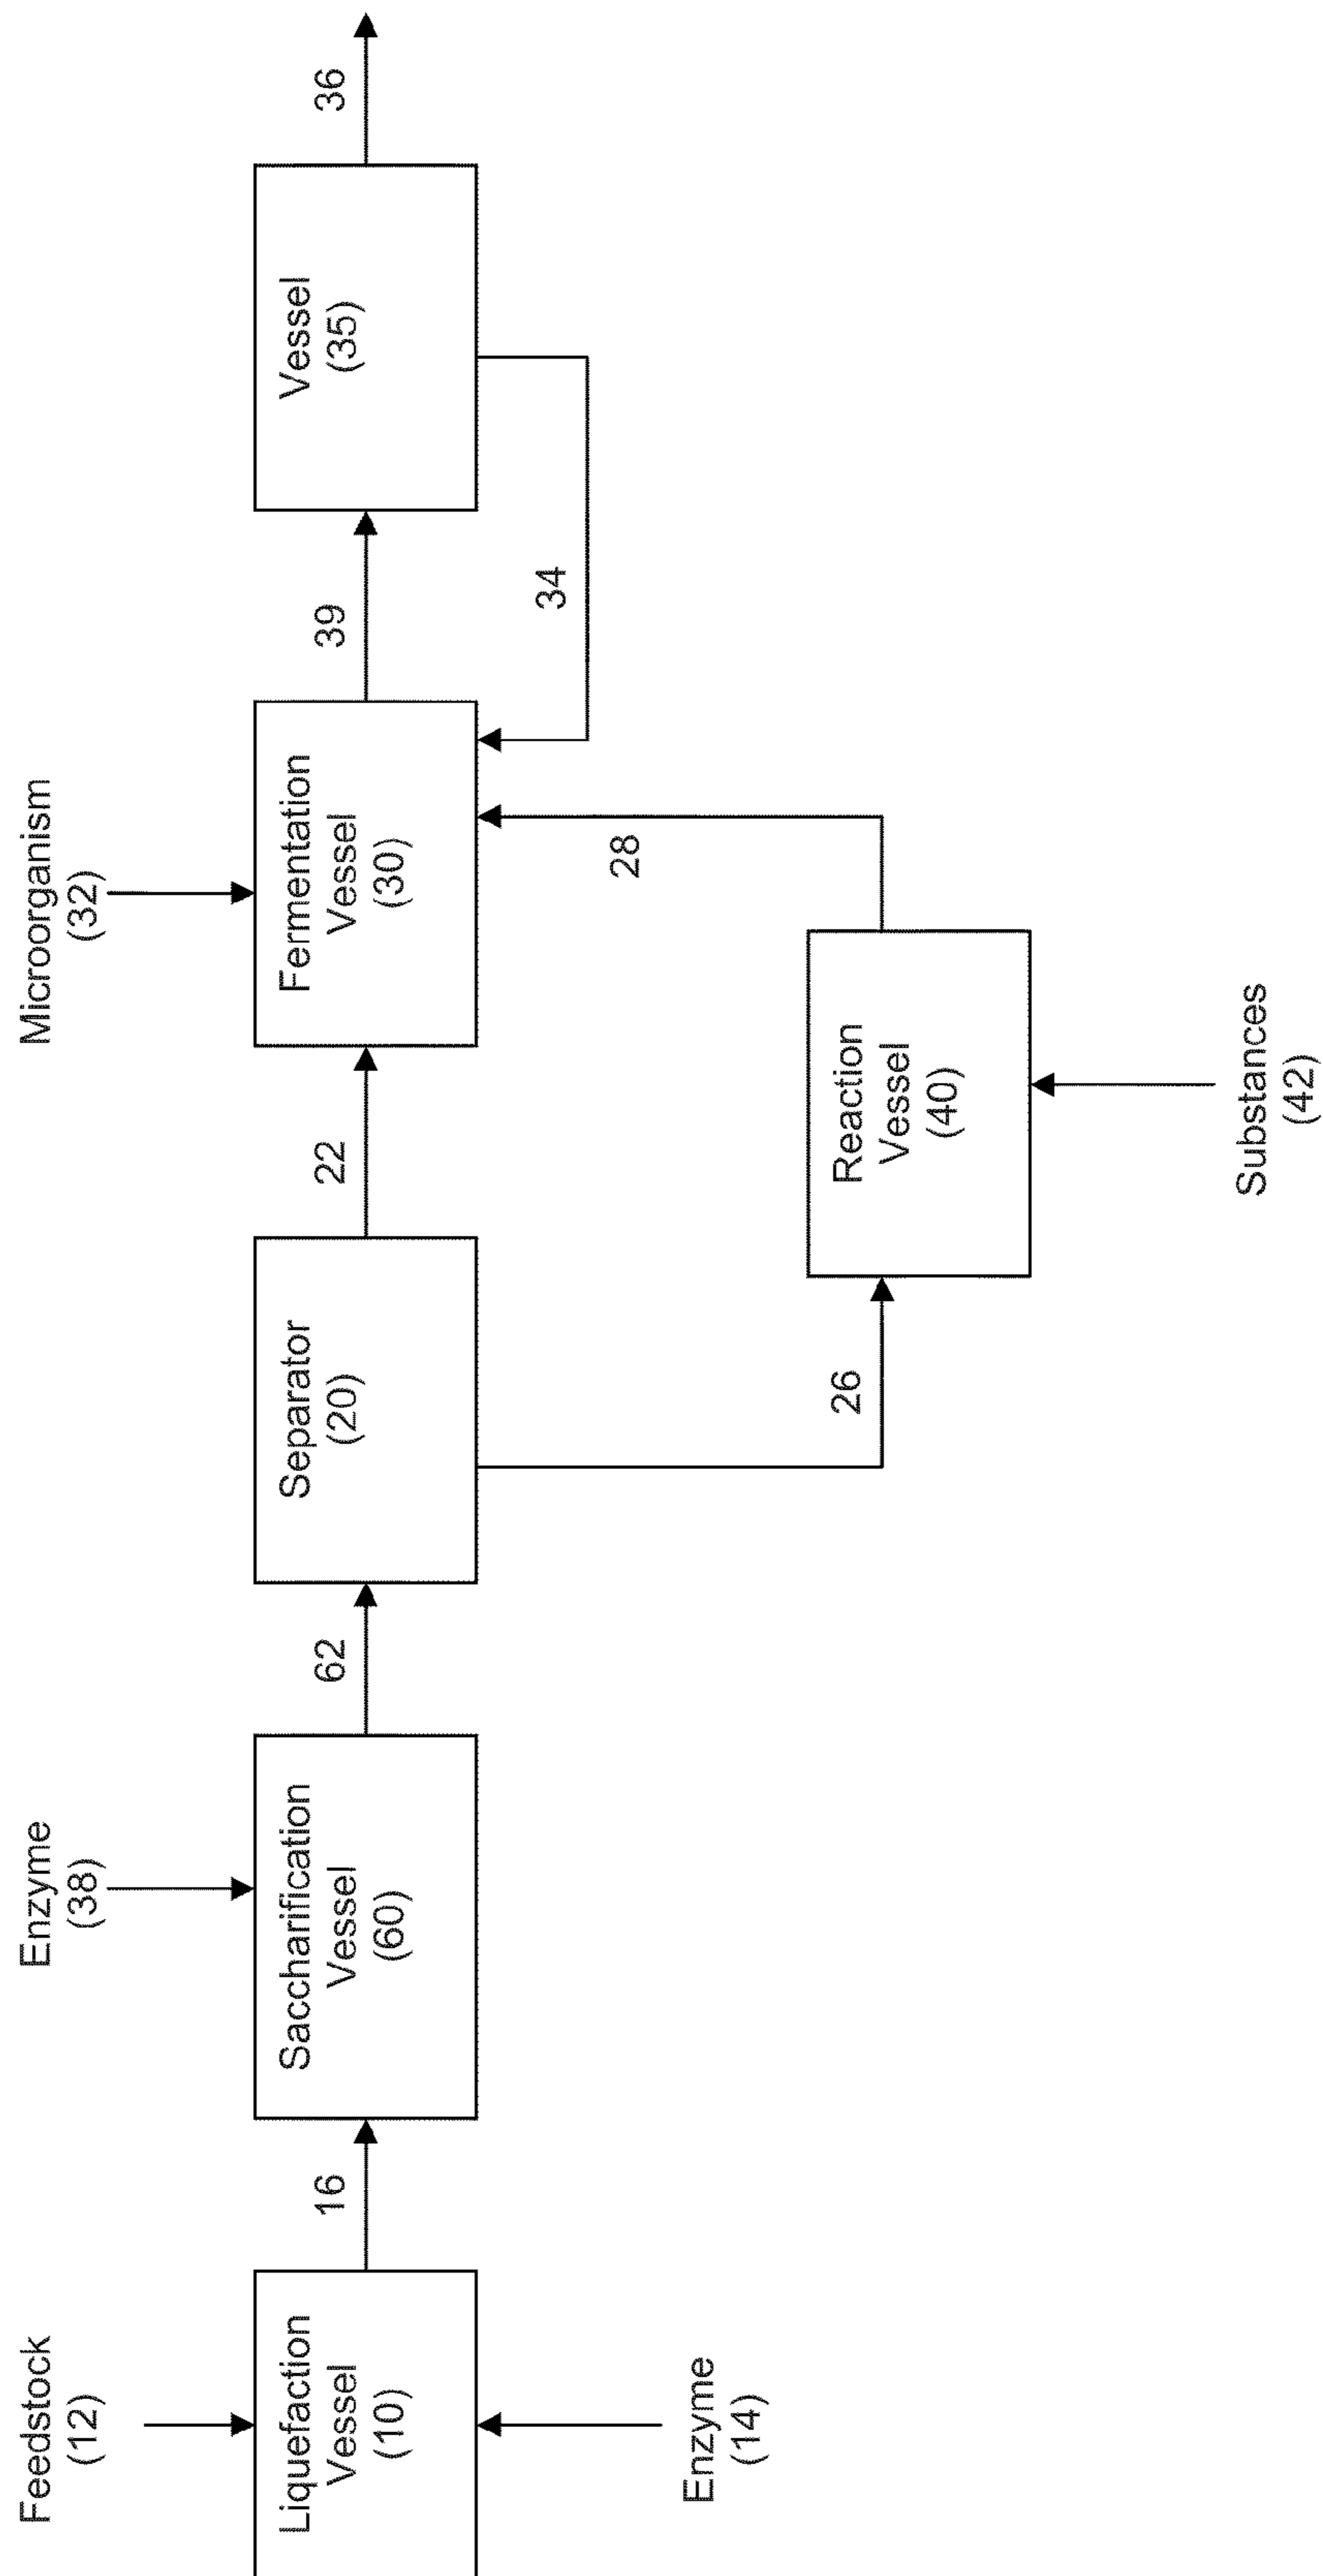 Feedstock
(12)
Liquefaction
Vessel
(10)
Enzyme
(14)
16
Enzyme
(38)
Saccharification
Vessel
(60)
62
Separator
(20)
22
26
Reaction
Vessel
(40)
Substances
(42)
28
Microorganism
(32)
Fermentation
Vessel
(30)
39
34
Vessel
(35)
36